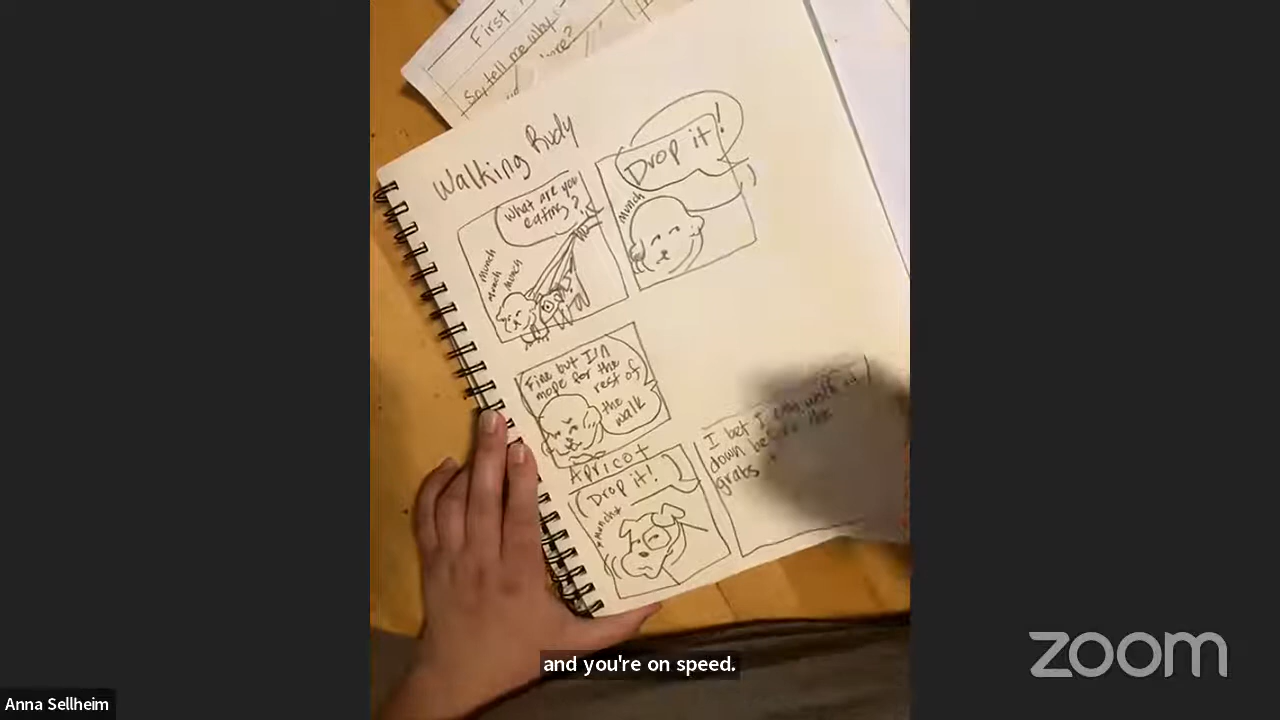 First
So, tell me why
Walking Rudy
What are you
eating?
munch
munch
munch
Drop it!
munch
Fine but I'll
mope for the
rest of
the
walk
Apricot
Drop it!
*munch*
I bet I can
down before the
grabs
and you're on speed.
Anna Sellheim
zoom